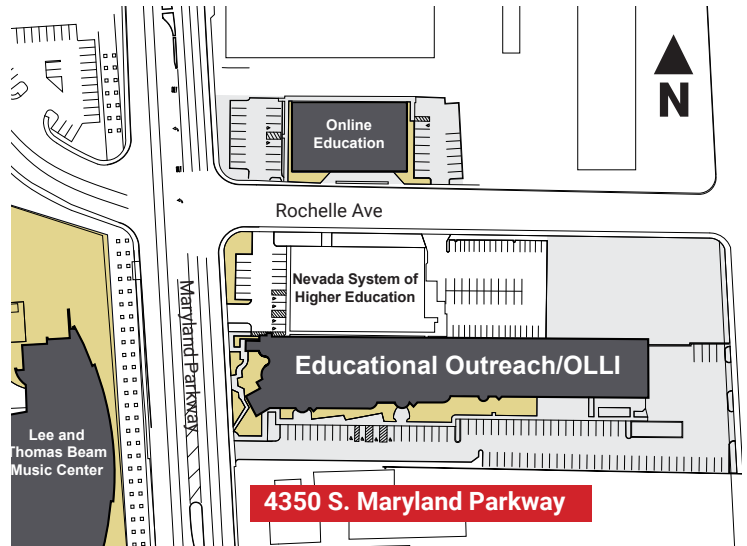 Online
Education
N
Rochelle Ave
Maryland Parkway
Nevada System of
Higher Education
Educational Outreach/OLLI
Lee and
Thomas Beam
Music Center
4350 S. Maryland Parkway